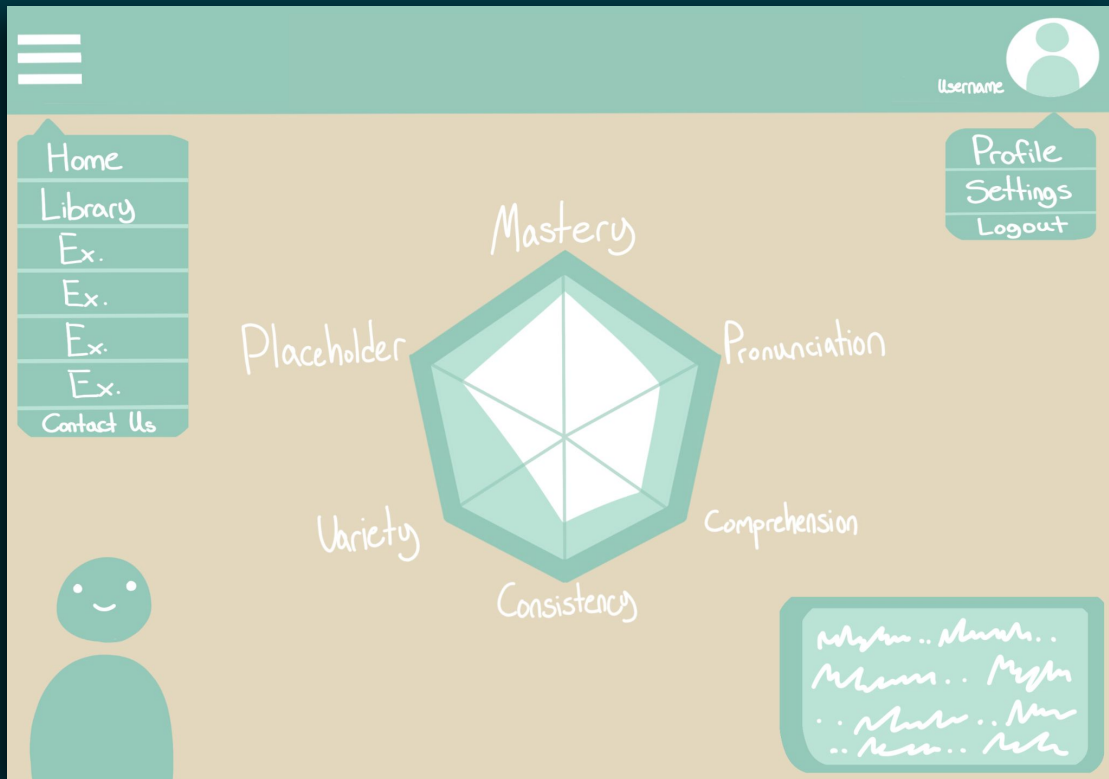 Username
Home
Library
Ex.
Ex.
Ex.
Ex.
Contact Us
Profile
Settings
Logout
Mastery
Placeholder
Pronunciation
Variety
Comprehension
Consistency